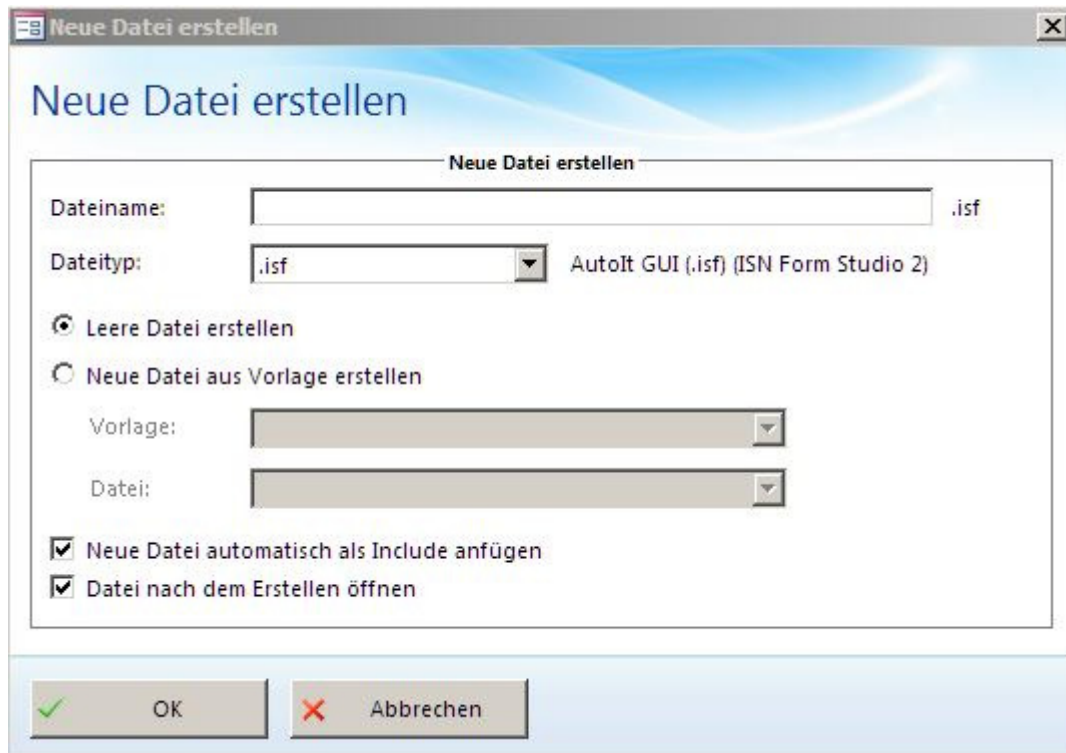 Neue Datei erstellen
Neue Datei erstellen
Neue Datei erstellen
Dateiname: .isf
Dateityp: .isf AutoIt GUI (.isf) (ISN Form Studio 2)
Leere Datei erstellen
Neue Datei aus Vorlage erstellen
Vorlage:
Datei:
Neue Datei automatisch als Include anfügen
Datei nach dem Erstellen öffnen
OK Abbrechen